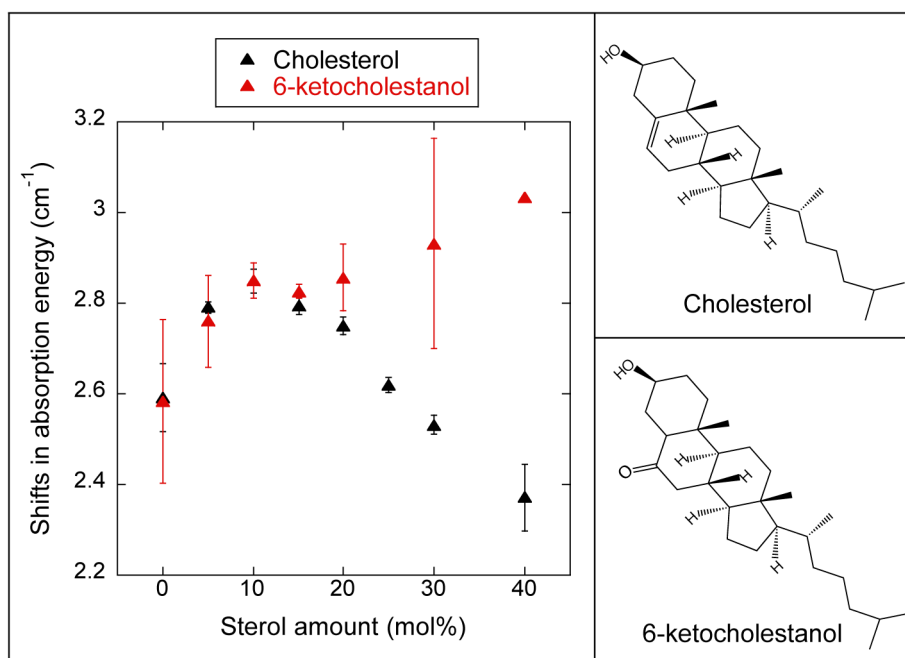 Cholesterol
6-ketocholestanol
Shifts in absorption energy (cm⁻¹)
3.2
3
2.8
2.6
2.4
2.2
0
10
20
30
40
Sterol amount (mol%)
HO
H
H
H
H
Cholesterol
HO
O
H
H
H
H
6-ketocholestanol